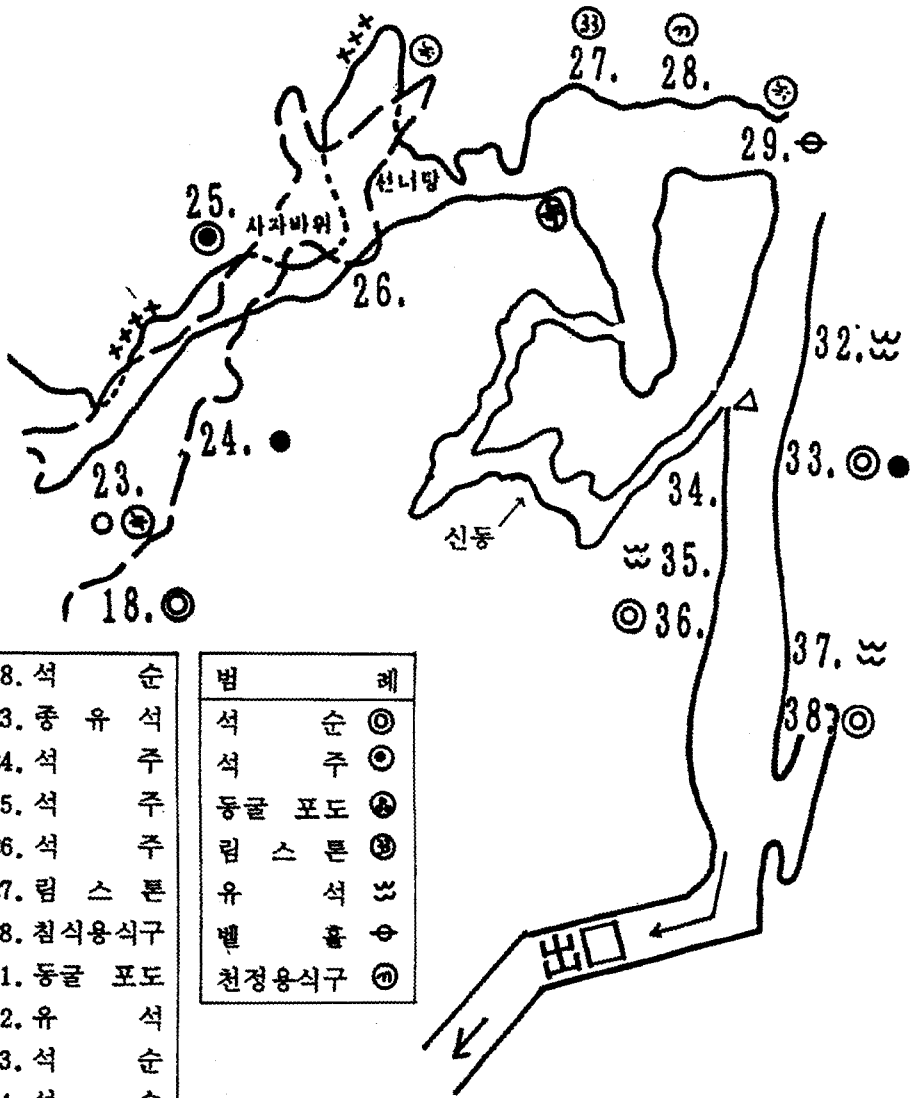 27. 28.
29.
25.
선녀탕
사자바위
26.
32.
24.
33.
23.
34.
신동
35.
18.
36.
37.
38.
出口
8. 석 순
3. 종 유 석
4. 석 주
5. 석 주
6. 석 주
7. 림 스 톤
8. 침식용식구
1. 동굴 포도
2. 유 석
3. 석 순
범 례
석 순
석 주
동굴 포도
림 스 톤
유 석
벨 홀
천정용식구